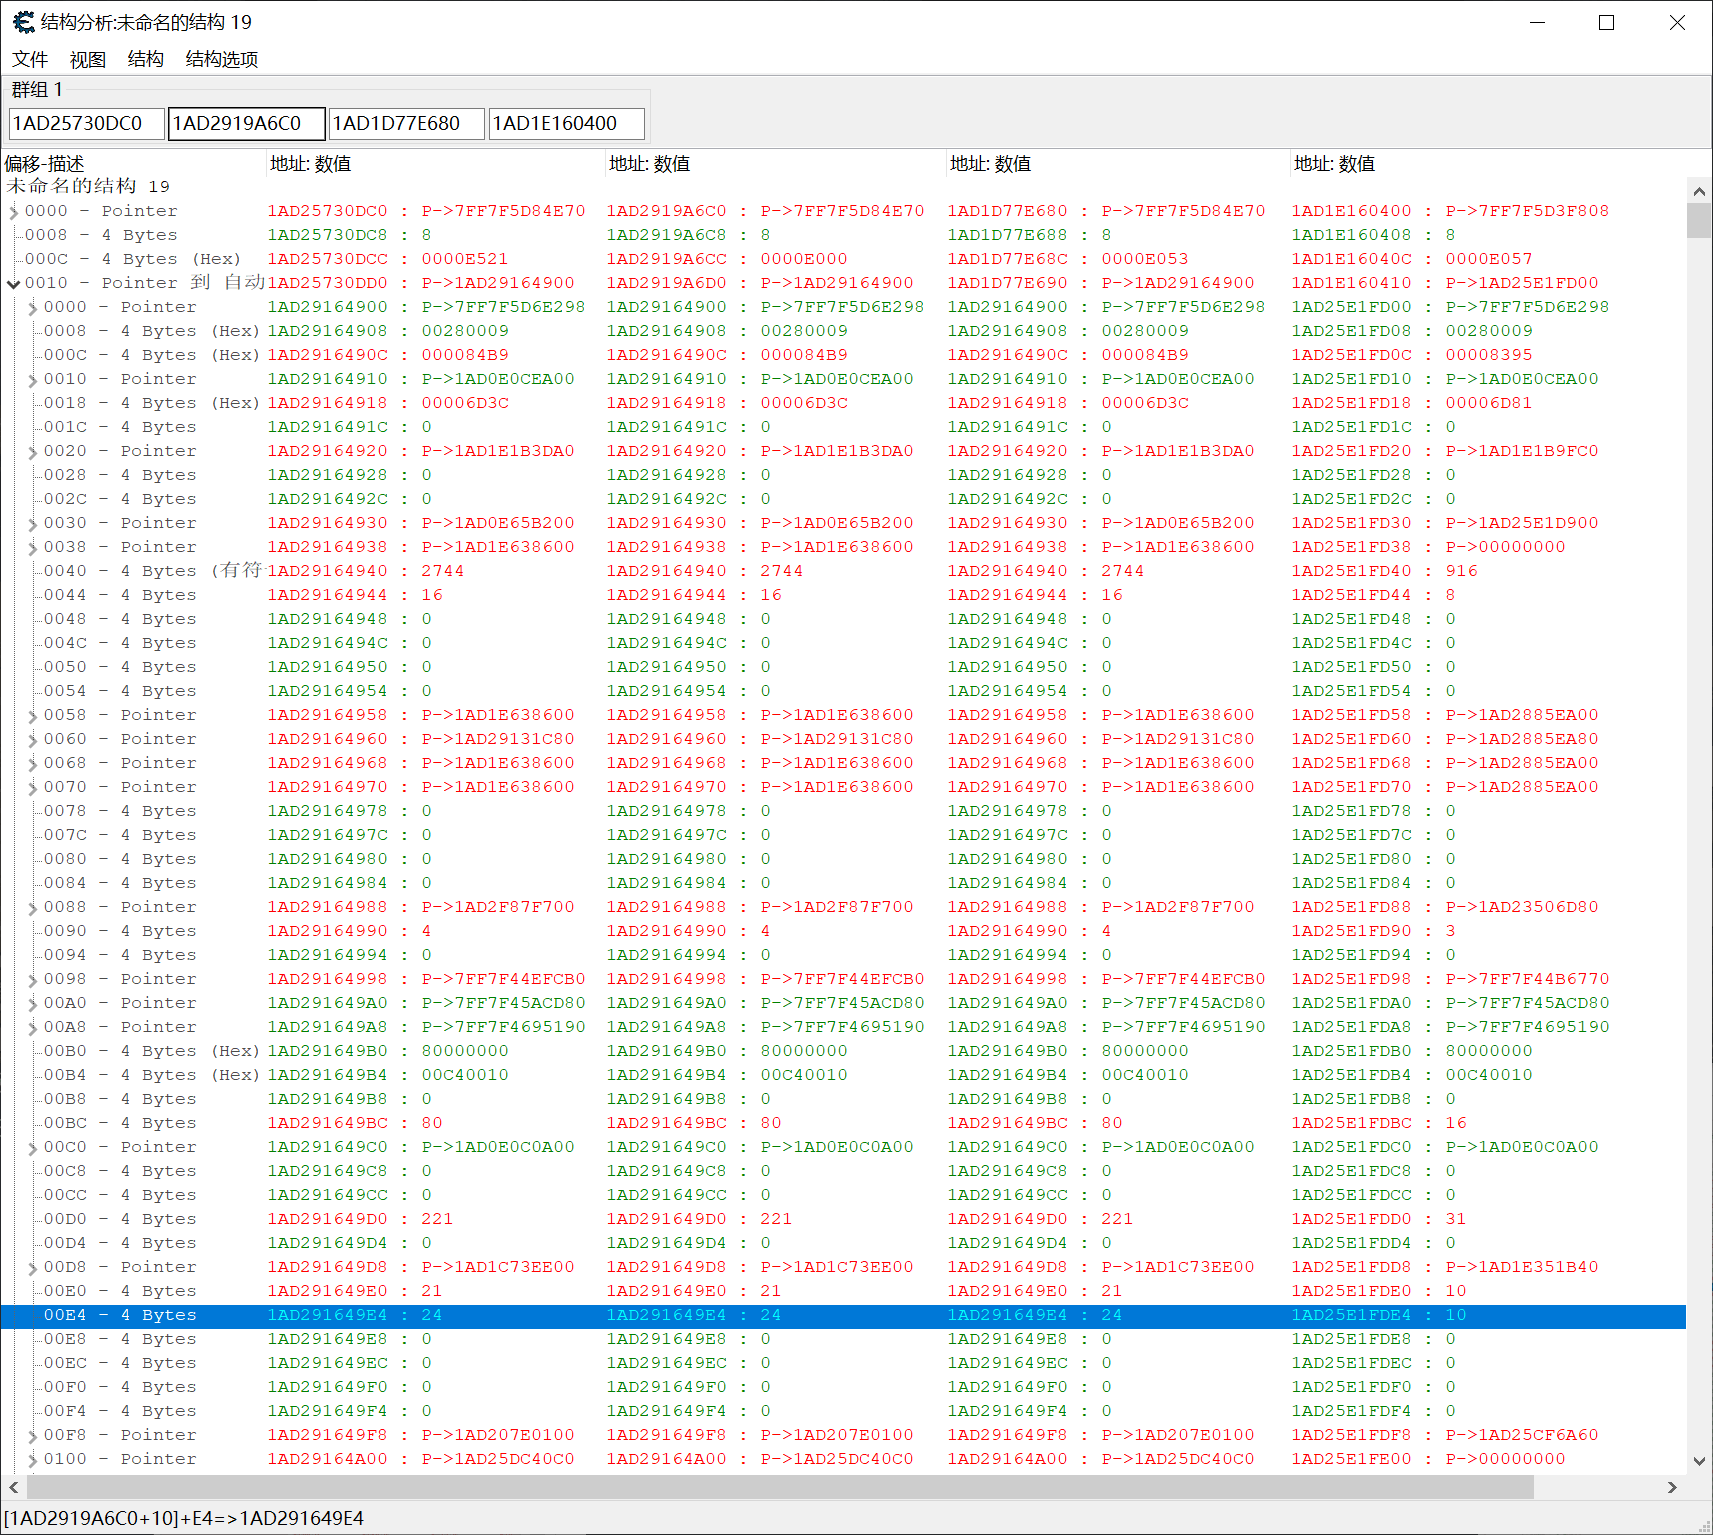 结构分析:未命名的结构 19
文件 视图 结构 结构选项
群组 1
1AD25730DC0 1AD2919A6C0 1AD1D77E680 1AD1E160400
偏移-描述 地址: 数值 地址: 数值 地址: 数值 地址: 数值
未命名的结构 19
0000 - Pointer 1AD25730DC0 : P->7FF7F5D84E70 1AD2919A6C0 : P->7FF7F5D84E70 1AD1D77E680 : P->7FF7F5D84E70 1AD1E160400 : P->7FF7F5D3F808
0008 - 4 Bytes 1AD25730DC8 : 8 1AD2919A6C8 : 8 1AD1D77E688 : 8 1AD1E160408 : 8
000C - 4 Bytes (Hex) 1AD25730DCC : 0000E521 1AD2919A6CC : 0000E000 1AD1D77E68C : 0000E053 1AD1E16040C : 0000E057
0010 - Pointer 到 自动 1AD25730DD0 : P->1AD29164900 1AD2919A6D0 : P->1AD29164900 1AD1D77E690 : P->1AD29164900 1AD1E160410 : P->1AD25E1FD00
0000 - Pointer 1AD29164900 : P->7FF7F5D6E298 1AD29164900 : P->7FF7F5D6E298 1AD29164900 : P->7FF7F5D6E298 1AD25E1FD00 : P->7FF7F5D6E298
0008 - 4 Bytes (Hex) 1AD29164908 : 00280009 1AD29164908 : 00280009 1AD29164908 : 00280009 1AD25E1FD08 : 00280009
000C - 4 Bytes (Hex) 1AD2916490C : 000084B9 1AD2916490C : 000084B9 1AD2916490C : 000084B9 1AD25E1FD0C : 00008395
0010 - Pointer 1AD29164910 : P->1AD0E0CEA00 1AD29164910 : P->1AD0E0CEA00 1AD29164910 : P->1AD0E0CEA00 1AD25E1FD10 : P->1AD0E0CEA00
0018 - 4 Bytes (Hex) 1AD29164918 : 00006D3C 1AD29164918 : 00006D3C 1AD29164918 : 00006D3C 1AD25E1FD18 : 00006D81
001C - 4 Bytes 1AD2916491C : 0 1AD2916491C : 0 1AD2916491C : 0 1AD25E1FD1C : 0
0020 - Pointer 1AD29164920 : P->1AD1E1B3DA0 1AD29164920 : P->1AD1E1B3DA0 1AD29164920 : P->1AD1E1B3DA0 1AD25E1FD20 : P->1AD1E1B9FC0
0028 - 4 Bytes 1AD29164928 : 0 1AD29164928 : 0 1AD29164928 : 0 1AD25E1FD28 : 0
002C - 4 Bytes 1AD2916492C : 0 1AD2916492C : 0 1AD2916492C : 0 1AD25E1FD2C : 0
0030 - Pointer 1AD29164930 : P->1AD0E65B200 1AD29164930 : P->1AD0E65B200 1AD29164930 : P->1AD0E65B200 1AD25E1FD30 : P->1AD25E1D900
0038 - Pointer 1AD29164938 : P->1AD1E638600 1AD29164938 : P->1AD1E638600 1AD29164938 : P->1AD1E638600 1AD25E1FD38 : P->00000000
0040 - 4 Bytes (有符 1AD29164940 : 2744 1AD29164940 : 2744 1AD29164940 : 2744 1AD25E1FD40 : 916
0044 - 4 Bytes 1AD29164944 : 16 1AD29164944 : 16 1AD29164944 : 16 1AD25E1FD44 : 8
0048 - 4 Bytes 1AD29164948 : 0 1AD29164948 : 0 1AD29164948 : 0 1AD25E1FD48 : 0
004C - 4 Bytes 1AD2916494C : 0 1AD2916494C : 0 1AD2916494C : 0 1AD25E1FD4C : 0
0050 - 4 Bytes 1AD29164950 : 0 1AD29164950 : 0 1AD29164950 : 0 1AD25E1FD50 : 0
0054 - 4 Bytes 1AD29164954 : 0 1AD29164954 : 0 1AD29164954 : 0 1AD25E1FD54 : 0
0058 - Pointer 1AD29164958 : P->1AD1E638600 1AD29164958 : P->1AD1E638600 1AD29164958 : P->1AD1E638600 1AD25E1FD58 : P->1AD2885EA00
0060 - Pointer 1AD29164960 : P->1AD29131C80 1AD29164960 : P->1AD29131C80 1AD29164960 : P->1AD29131C80 1AD25E1FD60 : P->1AD2885EA80
0068 - Pointer 1AD29164968 : P->1AD1E638600 1AD29164968 : P->1AD1E638600 1AD29164968 : P->1AD1E638600 1AD25E1FD68 : P->1AD2885EA00
0070 - Pointer 1AD29164970 : P->1AD1E638600 1AD29164970 : P->1AD1E638600 1AD29164970 : P->1AD1E638600 1AD25E1FD70 : P->1AD2885EA00
0078 - 4 Bytes 1AD29164978 : 0 1AD29164978 : 0 1AD29164978 : 0 1AD25E1FD78 : 0
007C - 4 Bytes 1AD2916497C : 0 1AD2916497C : 0 1AD2916497C : 0 1AD25E1FD7C : 0
0080 - 4 Bytes 1AD29164980 : 0 1AD29164980 : 0 1AD29164980 : 0 1AD25E1FD80 : 0
0084 - 4 Bytes 1AD29164984 : 0 1AD29164984 : 0 1AD29164984 : 0 1AD25E1FD84 : 0
0088 - Pointer 1AD29164988 : P->1AD2F87F700 1AD29164988 : P->1AD2F87F700 1AD29164988 : P->1AD2F87F700 1AD25E1FD88 : P->1AD23506D80
0090 - 4 Bytes 1AD29164990 : 4 1AD29164990 : 4 1AD29164990 : 4 1AD25E1FD90 : 3
0094 - 4 Bytes 1AD29164994 : 0 1AD29164994 : 0 1AD29164994 : 0 1AD25E1FD94 : 0
0098 - Pointer 1AD29164998 : P->7FF7F44EFCB0 1AD29164998 : P->7FF7F44EFCB0 1AD29164998 : P->7FF7F44EFCB0 1AD25E1FD98 : P->7FF7F44B6770
00A0 - Pointer 1AD291649A0 : P->7FF7F45ACD80 1AD291649A0 : P->7FF7F45ACD80 1AD291649A0 : P->7FF7F45ACD80 1AD25E1FDA0 : P->7FF7F45ACD80
00A8 - Pointer 1AD291649A8 : P->7FF7F4695190 1AD291649A8 : P->7FF7F4695190 1AD291649A8 : P->7FF7F4695190 1AD25E1FDA8 : P->7FF7F4695190
00B0 - 4 Bytes (Hex) 1AD291649B0 : 80000000 1AD291649B0 : 80000000 1AD291649B0 : 80000000 1AD25E1FDB0 : 80000000
00B4 - 4 Bytes (Hex) 1AD291649B4 : 00C40010 1AD291649B4 : 00C40010 1AD291649B4 : 00C40010 1AD25E1FDB4 : 00C40010
00B8 - 4 Bytes 1AD291649B8 : 0 1AD291649B8 : 0 1AD291649B8 : 0 1AD25E1FDB8 : 0
00BC - 4 Bytes 1AD291649BC : 80 1AD291649BC : 80 1AD291649BC : 80 1AD25E1FDBC : 16
00C0 - Pointer 1AD291649C0 : P->1AD0E0C0A00 1AD291649C0 : P->1AD0E0C0A00 1AD291649C0 : P->1AD0E0C0A00 1AD25E1FDC0 : P->1AD0E0C0A00
00C8 - 4 Bytes 1AD291649C8 : 0 1AD291649C8 : 0 1AD291649C8 : 0 1AD25E1FDC8 : 0
00CC - 4 Bytes 1AD291649CC : 0 1AD291649CC : 0 1AD291649CC : 0 1AD25E1FDCC : 0
00D0 - 4 Bytes 1AD291649D0 : 221 1AD291649D0 : 221 1AD291649D0 : 221 1AD25E1FDD0 : 31
00D4 - 4 Bytes 1AD291649D4 : 0 1AD291649D4 : 0 1AD291649D4 : 0 1AD25E1FDD4 : 0
00D8 - Pointer 1AD291649D8 : P->1AD1C73EE00 1AD291649D8 : P->1AD1C73EE00 1AD291649D8 : P->1AD1C73EE00 1AD25E1FDD8 : P->1AD1E351B40
00E0 - 4 Bytes 1AD291649E0 : 21 1AD291649E0 : 21 1AD291649E0 : 21 1AD25E1FDE0 : 10
00E4 - 4 Bytes 1AD291649E4 : 24 1AD291649E4 : 24 1AD291649E4 : 24 1AD25E1FDE4 : 10
00E8 - 4 Bytes 1AD291649E8 : 0 1AD291649E8 : 0 1AD291649E8 : 0 1AD25E1FDE8 : 0
00EC - 4 Bytes 1AD291649EC : 0 1AD291649EC : 0 1AD291649EC : 0 1AD25E1FDEC : 0
00F0 - 4 Bytes 1AD291649F0 : 0 1AD291649F0 : 0 1AD291649F0 : 0 1AD25E1FDF0 : 0
00F4 - 4 Bytes 1AD291649F4 : 0 1AD291649F4 : 0 1AD291649F4 : 0 1AD25E1FDF4 : 0
00F8 - Pointer 1AD291649F8 : P->1AD207E0100 1AD291649F8 : P->1AD207E0100 1AD291649F8 : P->1AD207E0100 1AD25E1FDF8 : P->1AD25CF6A60
0100 - Pointer 1AD29164A00 : P->1AD25DC40C0 1AD29164A00 : P->1AD25DC40C0 1AD29164A00 : P->1AD25DC40C0 1AD25E1FE00 : P->00000000
[1AD2919A6C0+10]+E4=>1AD291649E4